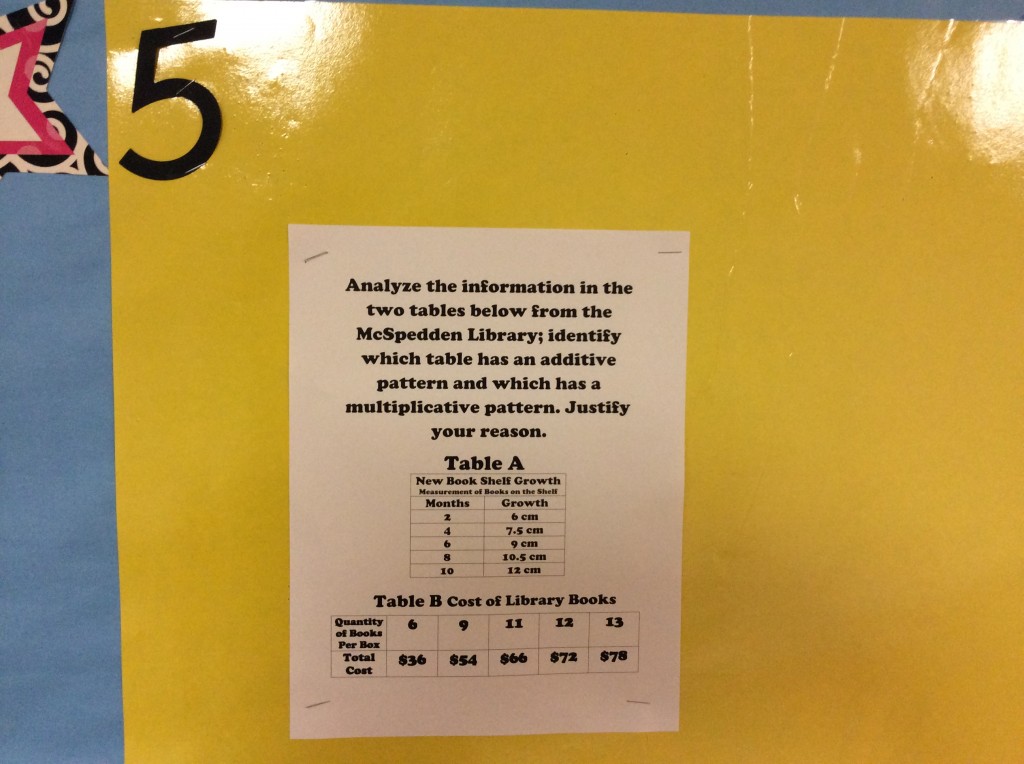 5
Analyze the information in the
two tables below from the
McSpedden Library; identify
which table has an additive
pattern and which has a
multiplicative pattern. Justify
your reason.
Table A
New Book Shelf Growth
Measurement of Books on the Shelf
Months Growth
2 6 cm
4 7.5 cm
6 9 cm
8 10.5 cm
10 12 cm
Table B Cost of Library Books
Quantity of Books Per Box 6 9 11 12 13
Total Cost $36 $54 $66 $72 $78